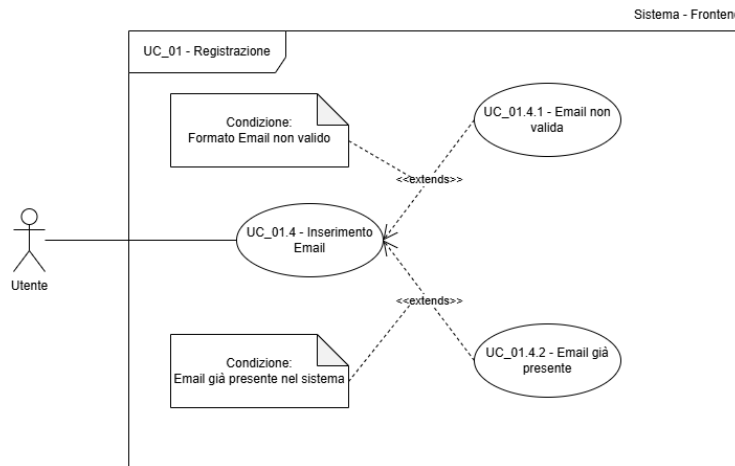 Sistema - Frontend
UC_01 - Registrazione
Condizione:
Formato Email non valido
UC_01.4.1 - Email non
valida
<<extends>>
UC_01.4 - Inserimento
Email
Utente
<<extends>>
Condizione:
Email già presente nel sistema
UC_01.4.2 - Email già
presente